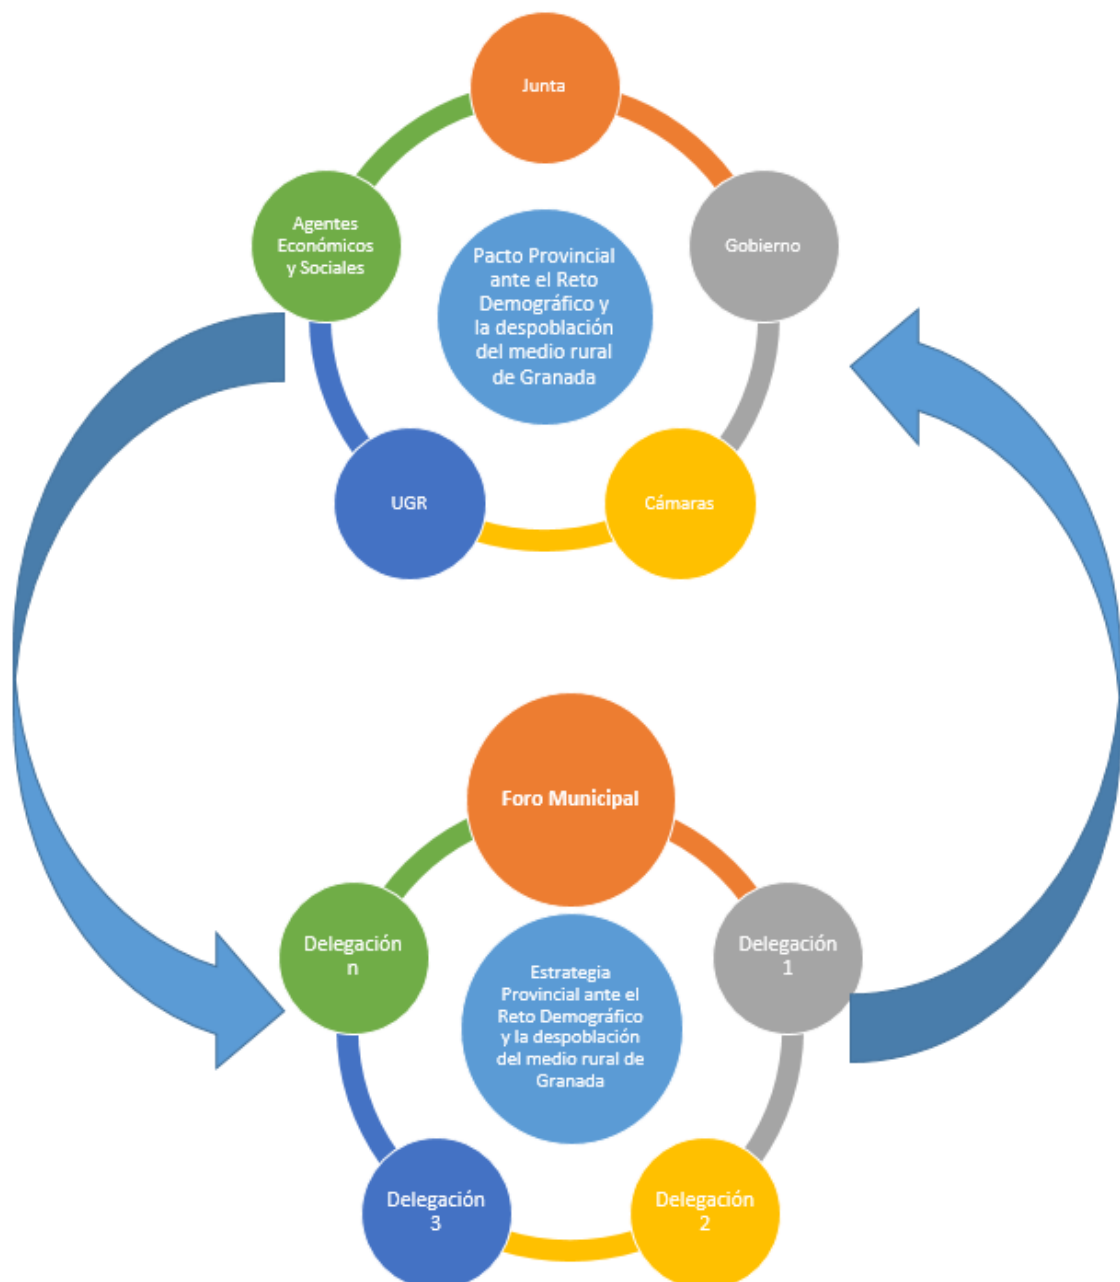 Junta
Agentes
Económicos
y Sociales
Gobierno
Pacto Provincial
ante el Reto
Demográfico y
la despoblación
del medio rural
de Granada
UGR
Cámaras
Foro Municipal
Delegación
n
Delegación
1
Estrategia
Provincial ante el
Reto Demográfico
y la despoblación
del medio rural de
Granada
Delegación
3
Delegación
2